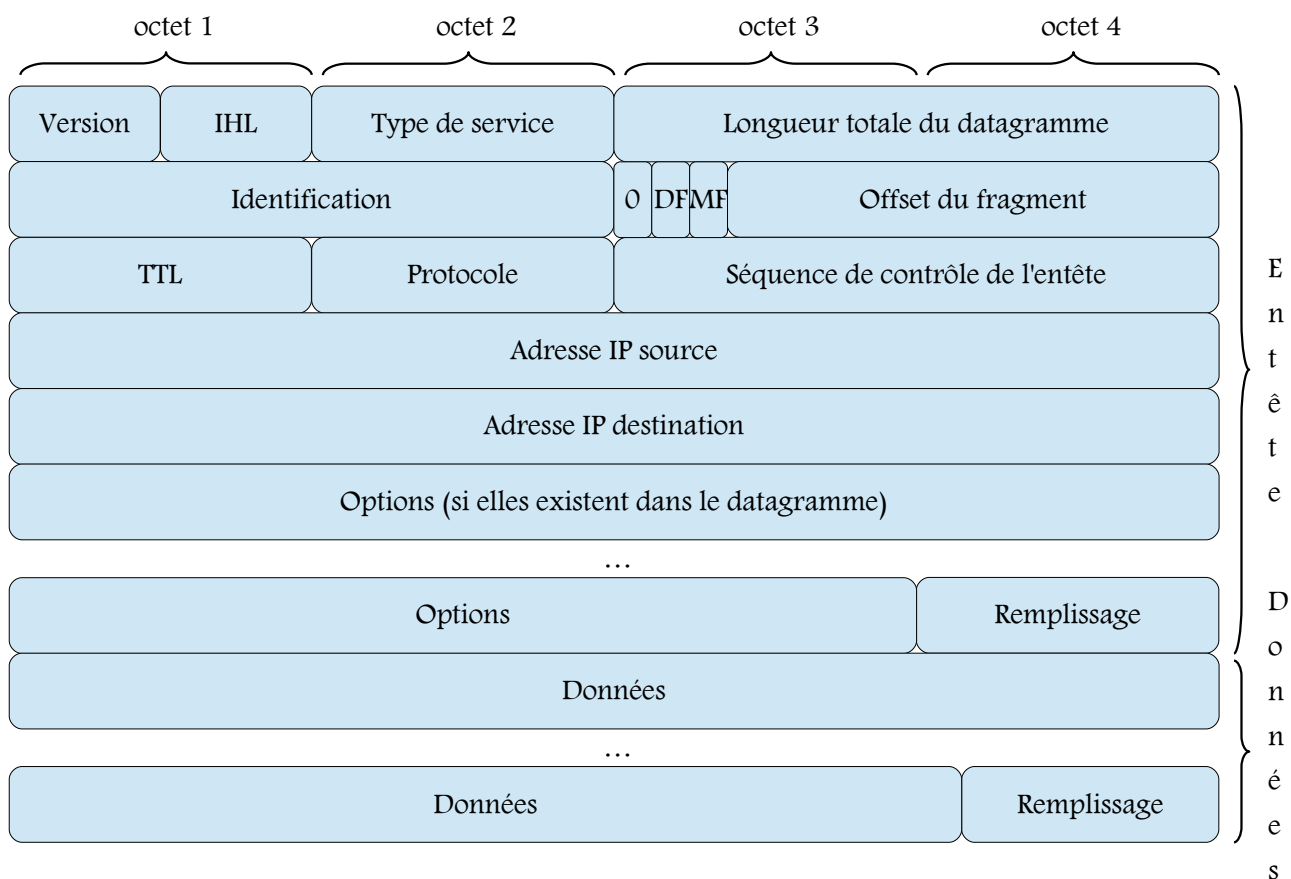 octet 1 octet 2 octet 3 octet 4
Version IHL Type de service Longueur totale du datagramme
Identification 0 DF MF Offset du fragment
TTL Protocole Séquence de contrôle de l'entête
Adresse IP source
Adresse IP destination
Options (si elles existent dans le datagramme)
...
Options Remplissage
Données
...
Données Remplissage
Entête
Données